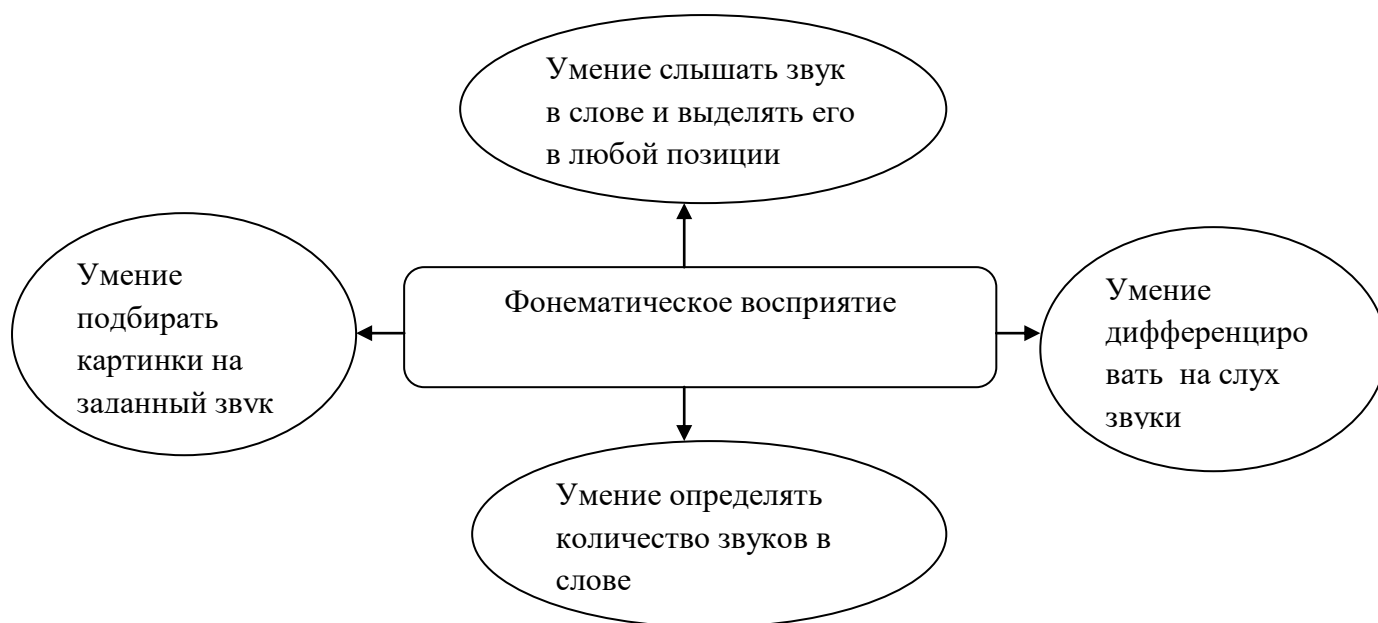 Умение слышать звук
в слове и выделять его
в любой позиции
Умение
подбирать
картинки на
заданный звук
Фонематическое восприятие
Умение
дифференциро
вать на слух
звуки
Умение определять
количество звуков в
слове